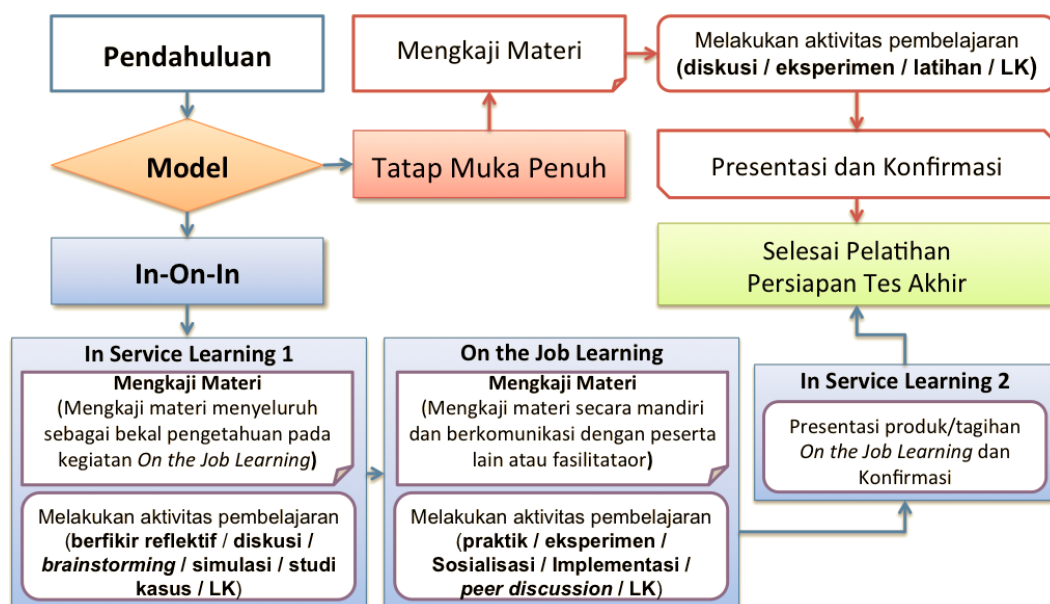 Pendahuluan
Model
Tatap Muka Penuh
Mengkaji Materi
Melakukan aktivitas pembelajaran
(diskusi / eksperimen / latihan / LK)
Presentasi dan Konfirmasi
Selesai Pelatihan
Persiapan Tes Akhir
In-On-In
In Service Learning 1
Mengkaji Materi
(Mengkaji materi menyeluruh
sebagai bekal pengetahuan pada
kegiatan On the Job Learning)
Melakukan aktivitas pembelajaran
(berfikir reflektif / diskusi /
brainstorming / simulasi / studi
kasus / LK)
On the Job Learning
Mengkaji Materi
(Mengkaji materi secara mandiri
dan berkomunikasi dengan peserta
lain atau fasilitataor)
Melakukan aktivitas pembelajaran
(praktik / eksperimen /
Sosialisasi / Implementasi /
peer discussion / LK)
In Service Learning 2
Presentasi produk/tagihan
On the Job Learning dan
Konfirmasi